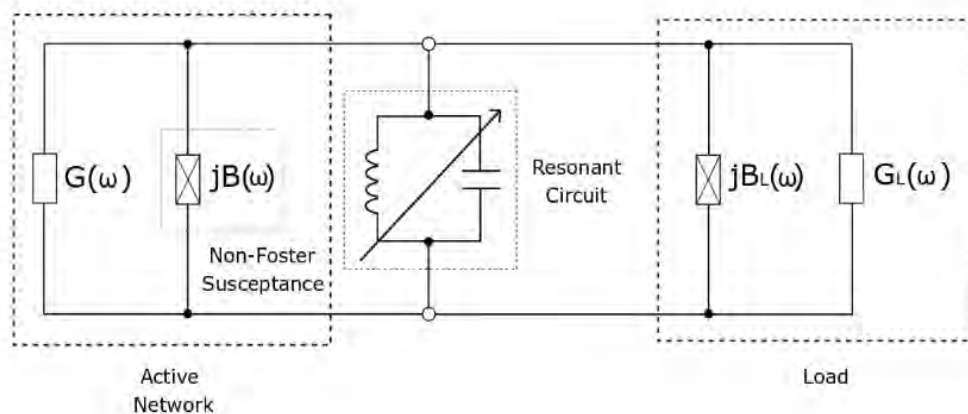 G(ω)
jB(ω)
Non-Foster
Susceptance
Resonant
Circuit
jBL(ω)
GL(ω)
Active
Network
Load